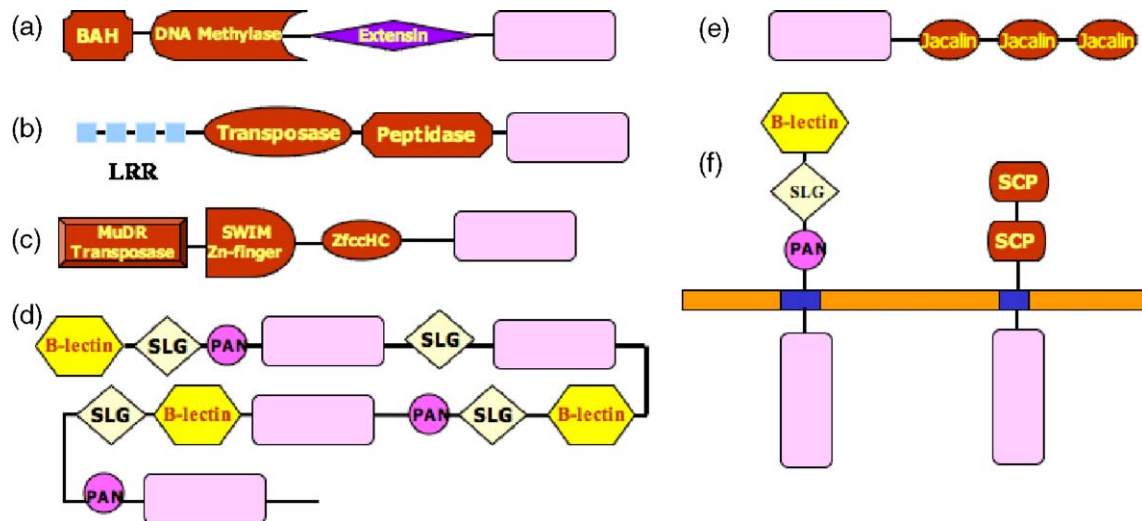 (a)
BAH
DNA Methylase
Extensin
(b)
Transposase
Peptidase
LRR
(c)
MuDR
Transposase
SWIM
Zn-finger
ZfccHC
(d)
B-lectin
SLG
PAN
SLG
SLG
B-lectin
PAN
SLG
B-lectin
PAN
(e)
Jacalin
Jacalin
Jacalin
(f)
B-lectin
SLG
PAN
SCP
SCP